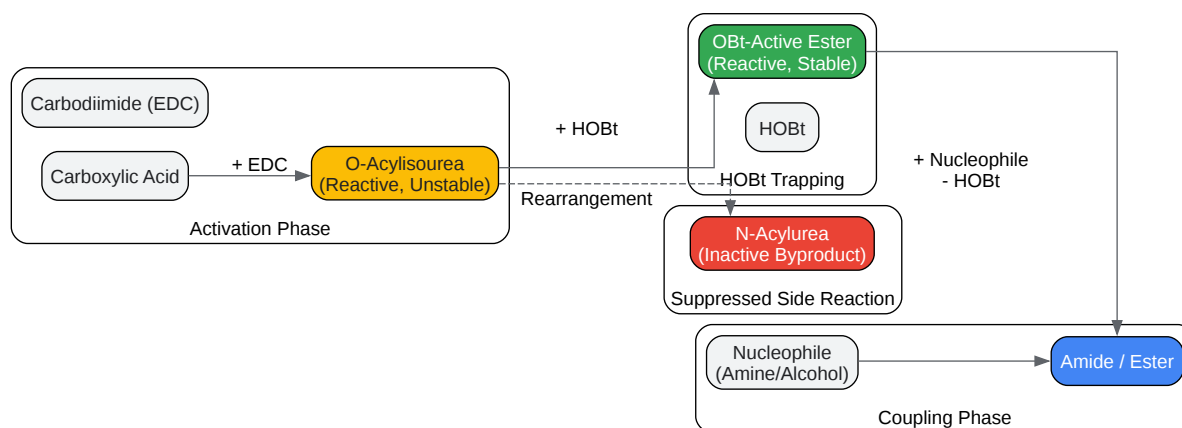 Carbodiimide (EDC)
Carboxylic Acid
+ EDC
O-Acylisourea
(Reactive, Unstable)
Activation Phase
+ HOBt
Rearrangement
OBt-Active Ester
(Reactive, Stable)
HOBt
HOBt Trapping
N-Acylurea
(Inactive Byproduct)
Suppressed Side Reaction
+ Nucleophile
- HOBt
Nucleophile
(Amine/Alcohol)
Amide / Ester
Coupling Phase